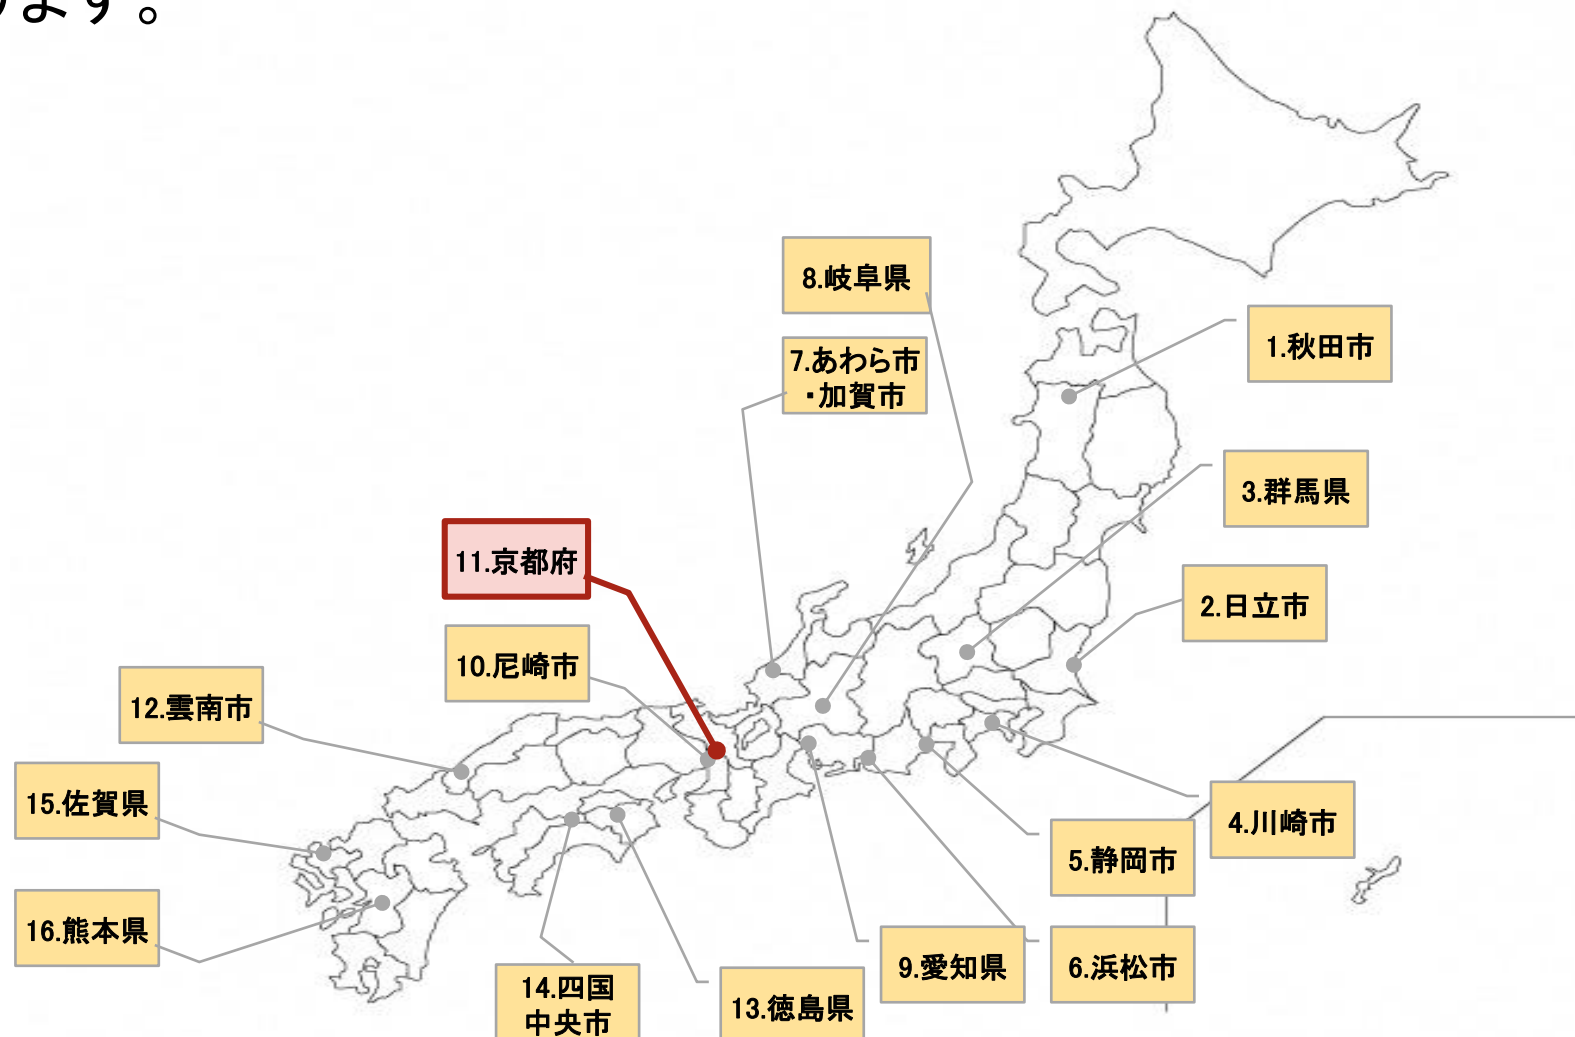 ります。
8.岐阜県
1.秋田市
7.あわら市
・加賀市
3.群馬県
11.京都府
2.日立市
10.尼崎市
12.雲南市
15.佐賀県
4.川崎市
5.静岡市
16.熊本県
9.愛知県
6.浜松市
14.四国
中央市
13.徳島県